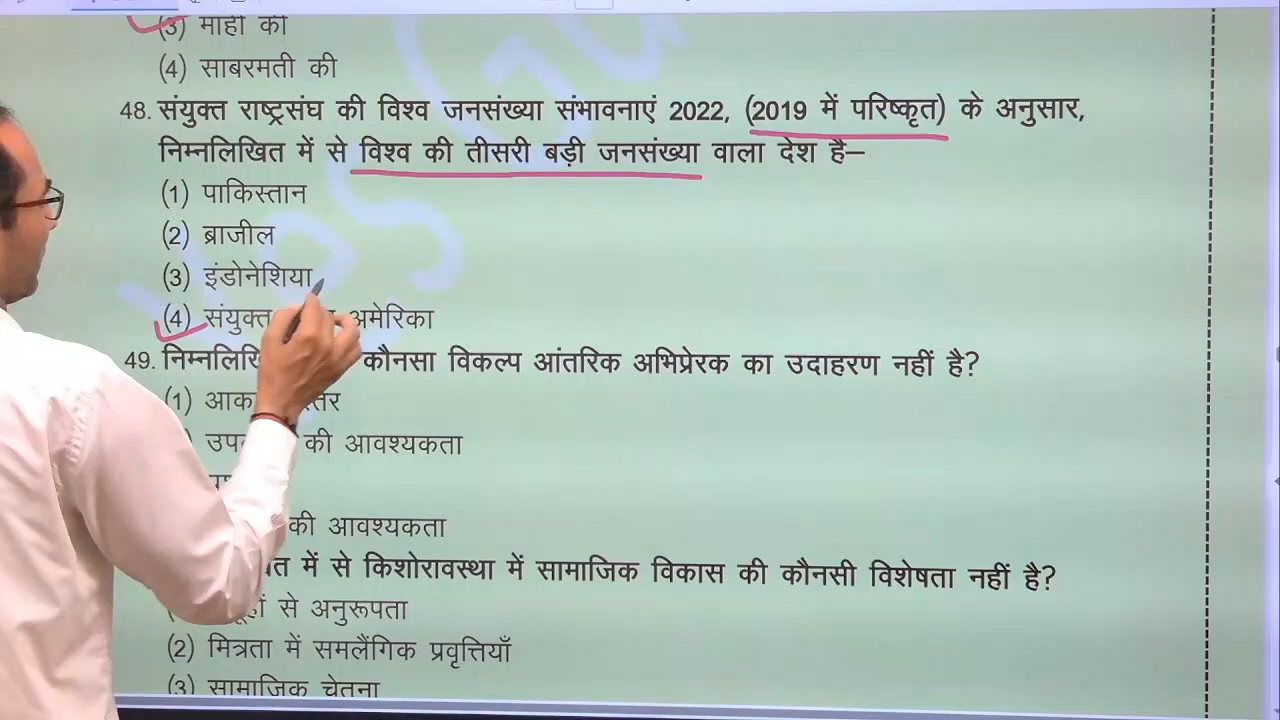 (3) माही की
(4) साबरमती की
48. संयुक्त राष्ट्रसंघ की विश्व जनसंख्या संभावनाएं 2022, (2019 में परिष्कृत) के अनुसार,
निम्नलिखित में से विश्व की तीसरी बड़ी जनसंख्या वाला देश है–
(1) पाकिस्तान
(2) ब्राजील
(3) इंडोनेशिया
(4) संयुक्त अमेरिका
49. कौनसा विकल्प आंतरिक अभिप्रेरक का उदाहरण नहीं है?
(1)
की आवश्यकता
की आवश्यकता
में से किशोरावस्था में सामाजिक विकास की कौनसी विशेषता नहीं है?
से अनुरूपता
(2) मित्रता में समलैंगिक प्रवृत्तियाँ
(3) सामाजिक चेतना